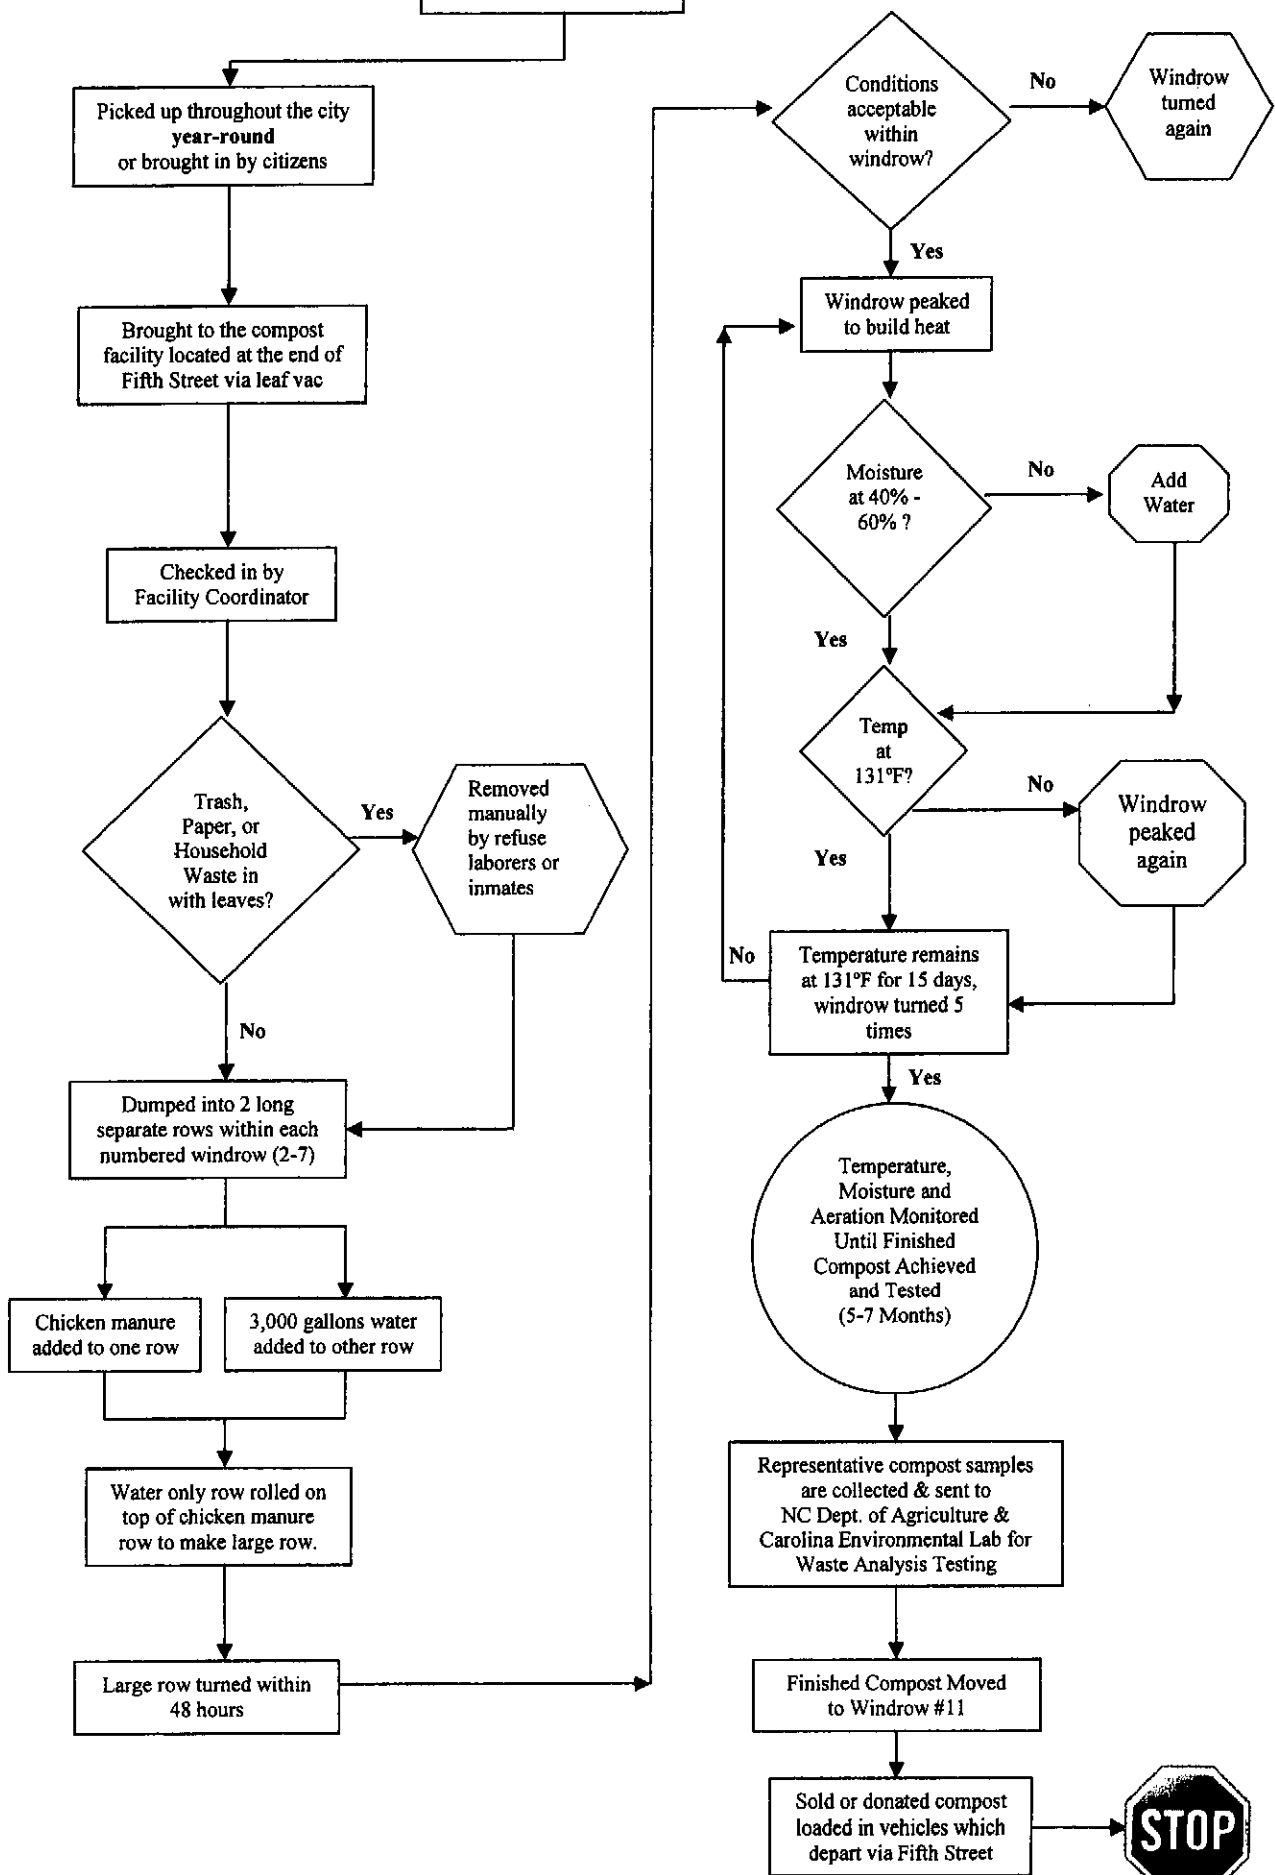 Picked up throughout the city
year-round
or brought in by citizens
Brought to the compost
facility located at the end of
Fifth Street via leaf vac
Checked in by
Facility Coordinator
Trash,
Paper, or
Household
Waste in
with leaves?
Yes
Removed
manually
by refuse
laborers or
inmates
No
Dumped into 2 long
separate rows within each
numbered windrow (2-7)
Chicken manure
added to one row
3,000 gallons water
added to other row
Water only row rolled on
top of chicken manure
row to make large row.
Large row turned within
48 hours
Conditions
acceptable
within
windrow?
No
Windrow
turned
again
Yes
Windrow peaked
to build heat
Moisture
at 40% -
60% ?
No
Add
Water
Yes
Temp
at
131°F?
No
Windrow
peaked
again
Yes
No
Temperature remains
at 131°F for 15 days,
windrow turned 5
times
Yes
Temperature,
Moisture and
Aeration Monitored
Until Finished
Compost Achieved
and Tested
(5-7 Months)
Representative compost samples
are collected & sent to
NC Dept. of Agriculture &
Carolina Environmental Lab for
Waste Analysis Testing
Finished Compost Moved
to Windrow #11
Sold or donated compost
loaded in vehicles which
depart via Fifth Street
STOP